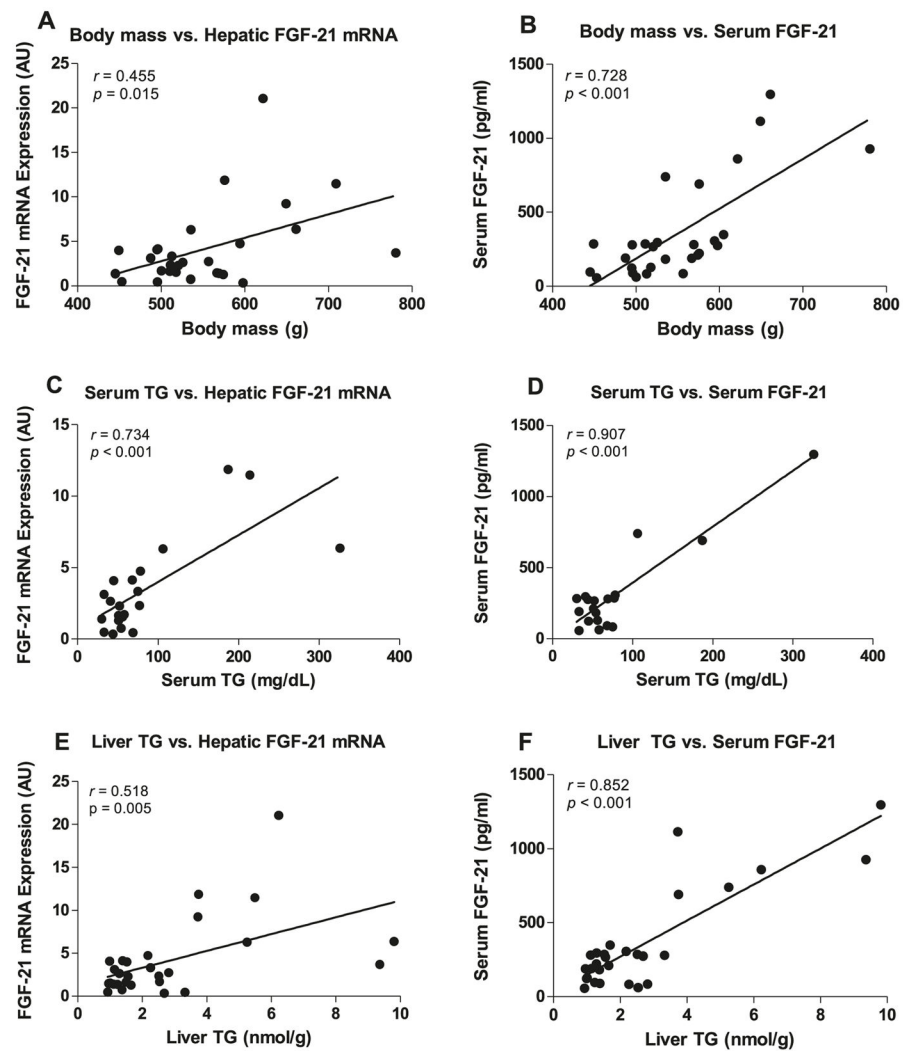 A
Body mass vs. Hepatic FGF-21 mRNA
FGF-21 mRNA Expression (AU)
r = 0.455
p = 0.015
25
20
15
10
5
0
400 500 600 700 800
Body mass (g)
B
Body mass vs. Serum FGF-21
Serum FGF-21 (pg/ml)
r = 0.728
p < 0.001
1500
1000
500
0
400 500 600 700 800
Body mass (g)
C
Serum TG vs. Hepatic FGF-21 mRNA
FGF-21 mRNA Expression (AU)
r = 0.734
p < 0.001
15
10
5
0
0 100 200 300 400
Serum TG (mg/dL)
D
Serum TG vs. Serum FGF-21
Serum FGF-21 (pg/ml)
r = 0.907
p < 0.001
1500
1000
500
0
0 100 200 300 400
Serum TG (mg/dL)
E
Liver TG vs. Hepatic FGF-21 mRNA
FGF-21 mRNA Expression (AU)
r = 0.518
p = 0.005
25
20
15
10
5
0
0 2 4 6 8 10
Liver TG (nmol/g)
F
Liver TG vs. Serum FGF-21
Serum FGF-21 (pg/ml)
r = 0.852
p < 0.001
1500
1000
500
0
0 2 4 6 8 10
Liver TG (nmol/g)